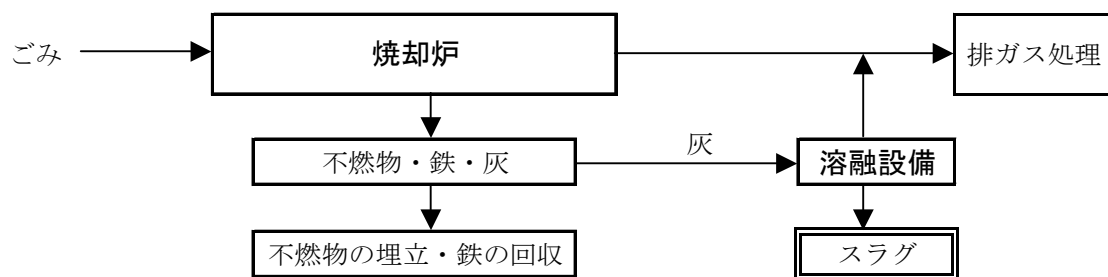 ごみ
焼却炉
排ガス処理
不燃物・鉄・灰
灰
溶融設備
不燃物の埋立・鉄の回収
スラグ